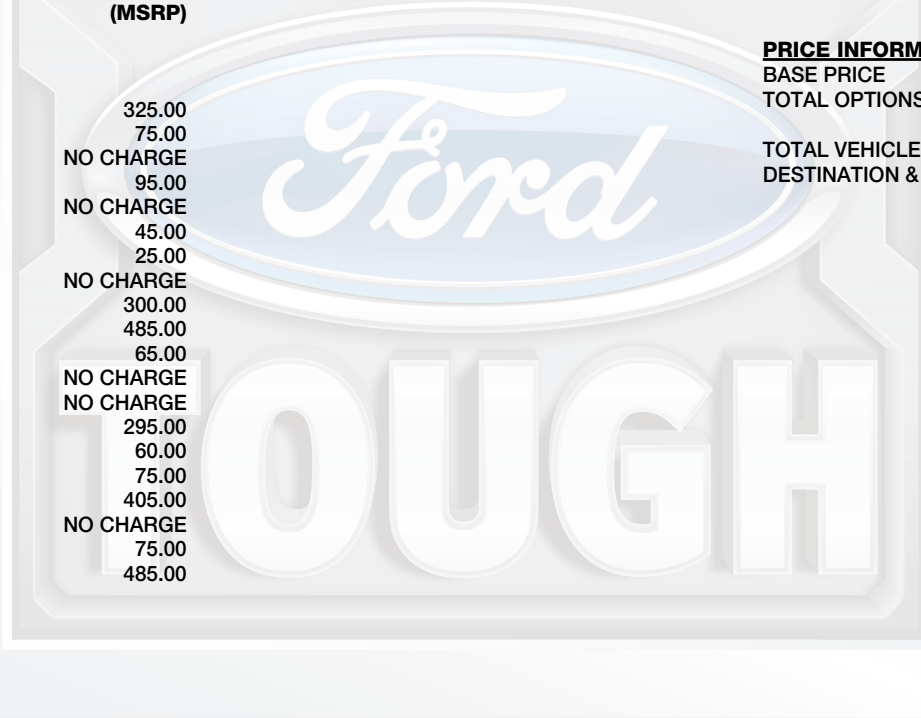 (MSRP)
325.00
75.00
NO CHARGE
95.00
NO CHARGE
45.00
25.00
NO CHARGE
300.00
485.00
65.00
NO CHARGE
NO CHARGE
295.00
60.00
75.00
405.00
NO CHARGE
75.00
485.00
PRICE INFORM
BASE PRICE
TOTAL OPTIONS
TOTAL VEHICLE
DESTINATION &
Ford
TOUGH